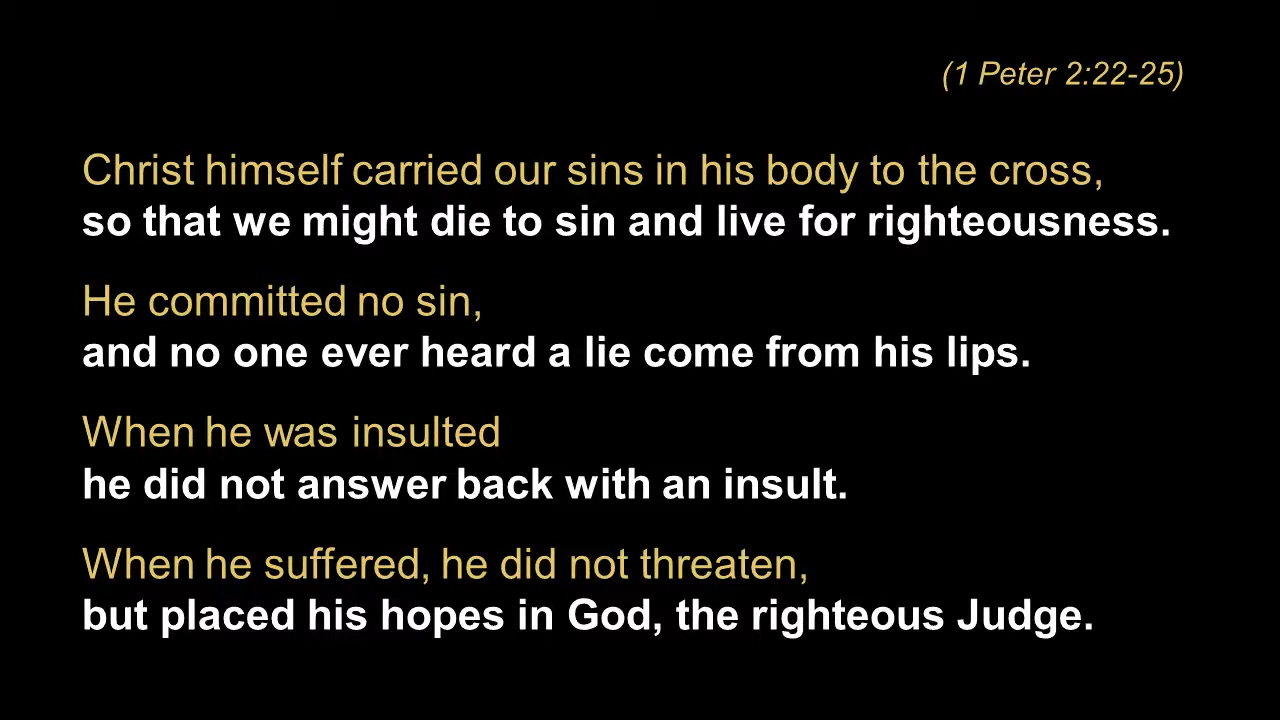 (1 Peter 2:22-25)
Christ himself carried our sins in his body to the cross,
so that we might die to sin and live for righteousness.
He committed no sin,
and no one ever heard a lie come from his lips.
When he was insulted
he did not answer back with an insult.
When he suffered, he did not threaten,
but placed his hopes in God, the righteous Judge.